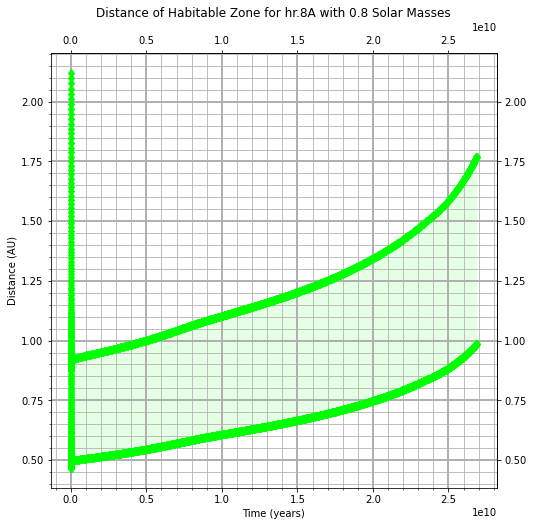 Distance of Habitable Zone for hr.8A with 0.8 Solar Masses
1e10
0.0 0.5 1.0 1.5 2.0 2.5
2.00 2.00
1.75 1.75
1.50 1.50
1.25 1.25
1.00 1.00
0.75 0.75
0.50 0.50
Distance (AU)
0.0 0.5 1.0 1.5 2.0 2.5
Time (years)
1e10